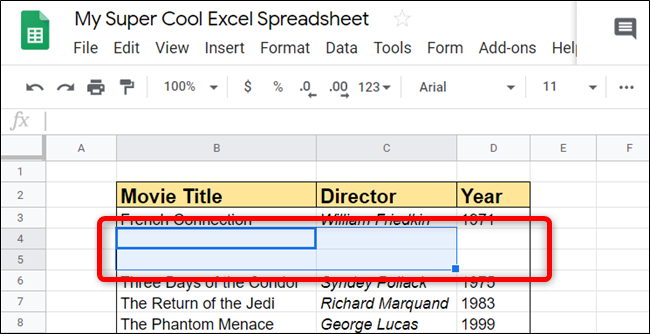 My Super Cool Excel Spreadsheet
File Edit View Insert Format Data Tools Form Add-ons Hel
100% $ % .0 .00 123 Arial 11
fx
A B C D E F
1
2 Movie Title Director Year
3 French Connection William Friedkin 1971
4
5
6 Three Days of the Condor Syndey Pollack 1975
7 The Return of the Jedi Richard Marquand 1983
8 The Phantom Menace George Lucas 1999